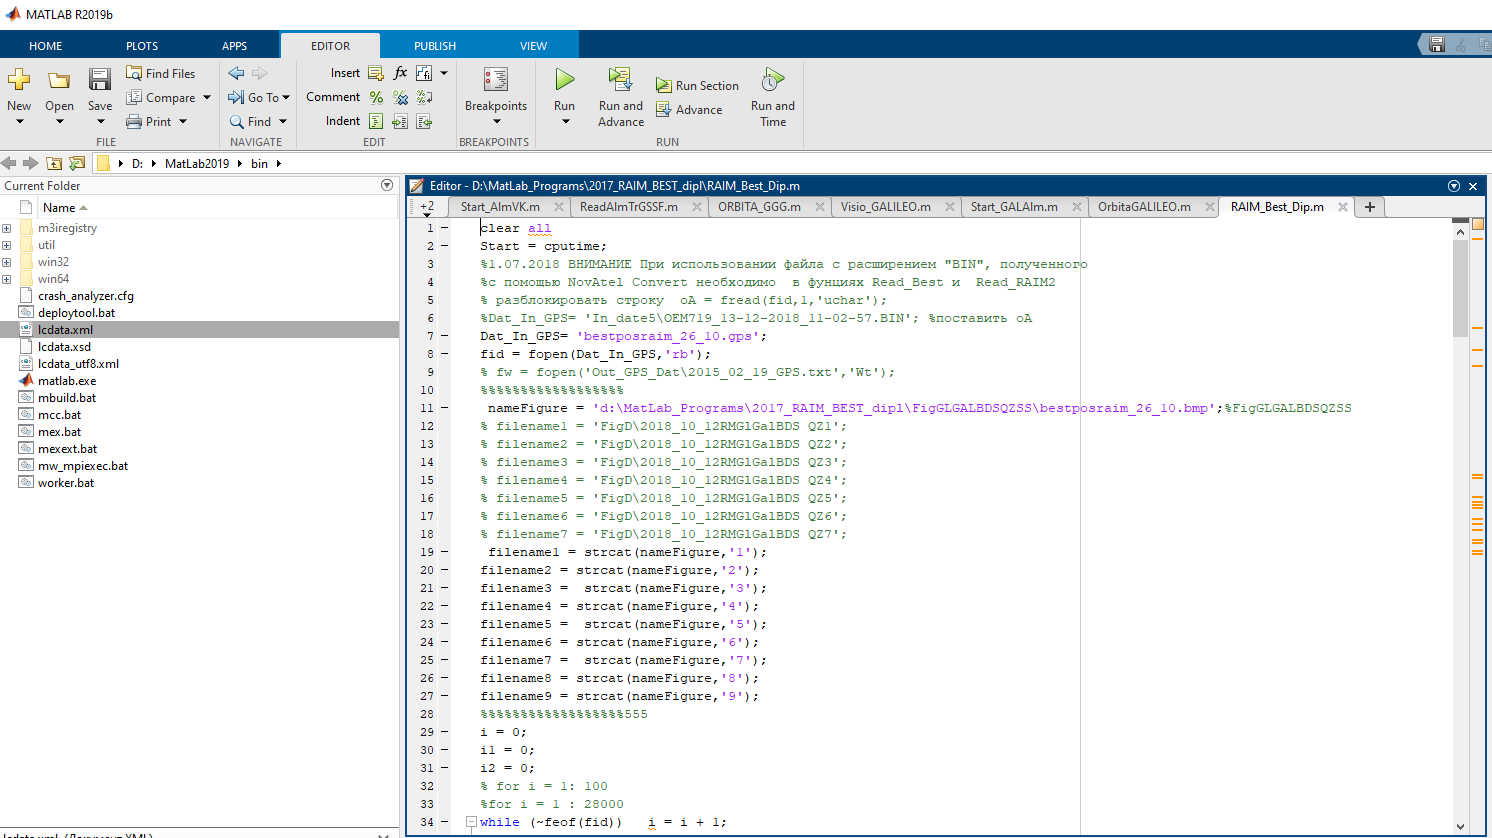 MATLAB R2019b
HOME PLOTS APPS EDITOR PUBLISH VIEW
New Open Save
Find Files
Compare
Print
FILE
Go To
Find
NAVIGATE
Insert fx
Comment
Indent
EDIT
Breakpoints
BREAKPOINTS
Run
Run and Advance
Run Section
Advance
Run and Time
RUN
D: MatLab2019 bin
Current Folder
Name
m3iregistry
util
win32
win64
crash_analyzer.cfg
deploytool.bat
lcdata.xml
lcdata.xsd
lcdata_utf8.xml
matlab.exe
mbuild.bat
mcc.bat
mex.bat
mexext.bat
mw_mpiexec.bat
worker.bat
lcdata.xml (Документ XML)
Editor - D:\MatLab_Programs\2017_RAIM_BEST_dipl\RAIM_Best_Dip.m
+2 Start_AlmVK.m ReadAlmTrGSSF.m ORBITA_GGG.m Visio_GALILEO.m Start_GALAlm.m OrbitaGALILEO.m RAIM_Best_Dip.m
1 clear all
2 Start = cputime;
3 %1.07.2018 ВНИМАНИЕ При использовании файла с расширением "BIN", полученного
4 %с помощью NovAtel Convert необходимо в фунциях Read_Best и Read_RAIM2
5 % разблокировать строку oA = fread(fid,1,'uchar');
6 %Dat_In_GPS= 'In_date5\OEM719_13-12-2018_11-02-57.BIN'; %поставить oA
7 Dat_In_GPS= 'bestposraim_26_10.gps';
8 fid = fopen(Dat_In_GPS,'rb');
9 % fw = fopen('Out_GPS_Dat\2015_02_19_GPS.txt','Wt');
10 %%%%%%%%%%%%%%%%%%
11 nameFigure = 'd:\MatLab_Programs\2017_RAIM_BEST_dipl\FigGLGALBDSQZSS\bestposraim_26_10.bmp';%FigGLGALBDSQZSS
12 % filename1 = 'FigD\2018_10_12RMGlGalBDS QZ1';
13 % filename2 = 'FigD\2018_10_12RMGlGalBDS QZ2';
14 % filename3 = 'FigD\2018_10_12RMGlGalBDS QZ3';
15 % filename4 = 'FigD\2018_10_12RMGlGalBDS QZ4';
16 % filename5 = 'FigD\2018_10_12RMGlGalBDS QZ5';
17 % filename6 = 'FigD\2018_10_12RMGlGalBDS QZ6';
18 % filename7 = 'FigD\2018_10_12RMGlGalBDS QZ7';
19 filename1 = strcat(nameFigure,'1');
20 filename2 = strcat(nameFigure,'2');
21 filename3 = strcat(nameFigure,'3');
22 filename4 = strcat(nameFigure,'4');
23 filename5 = strcat(nameFigure,'5');
24 filename6 = strcat(nameFigure,'6');
25 filename7 = strcat(nameFigure,'7');
26 filename8 = strcat(nameFigure,'8');
27 filename9 = strcat(nameFigure,'9');
28 %%%%%%%%%%%%%%%%%%555
29 i = 0;
30 i1 = 0;
31 i2 = 0;
32 % for i = 1: 100
33 %for i = 1 : 28000
34 while (~feof(fid)) i = i + 1;